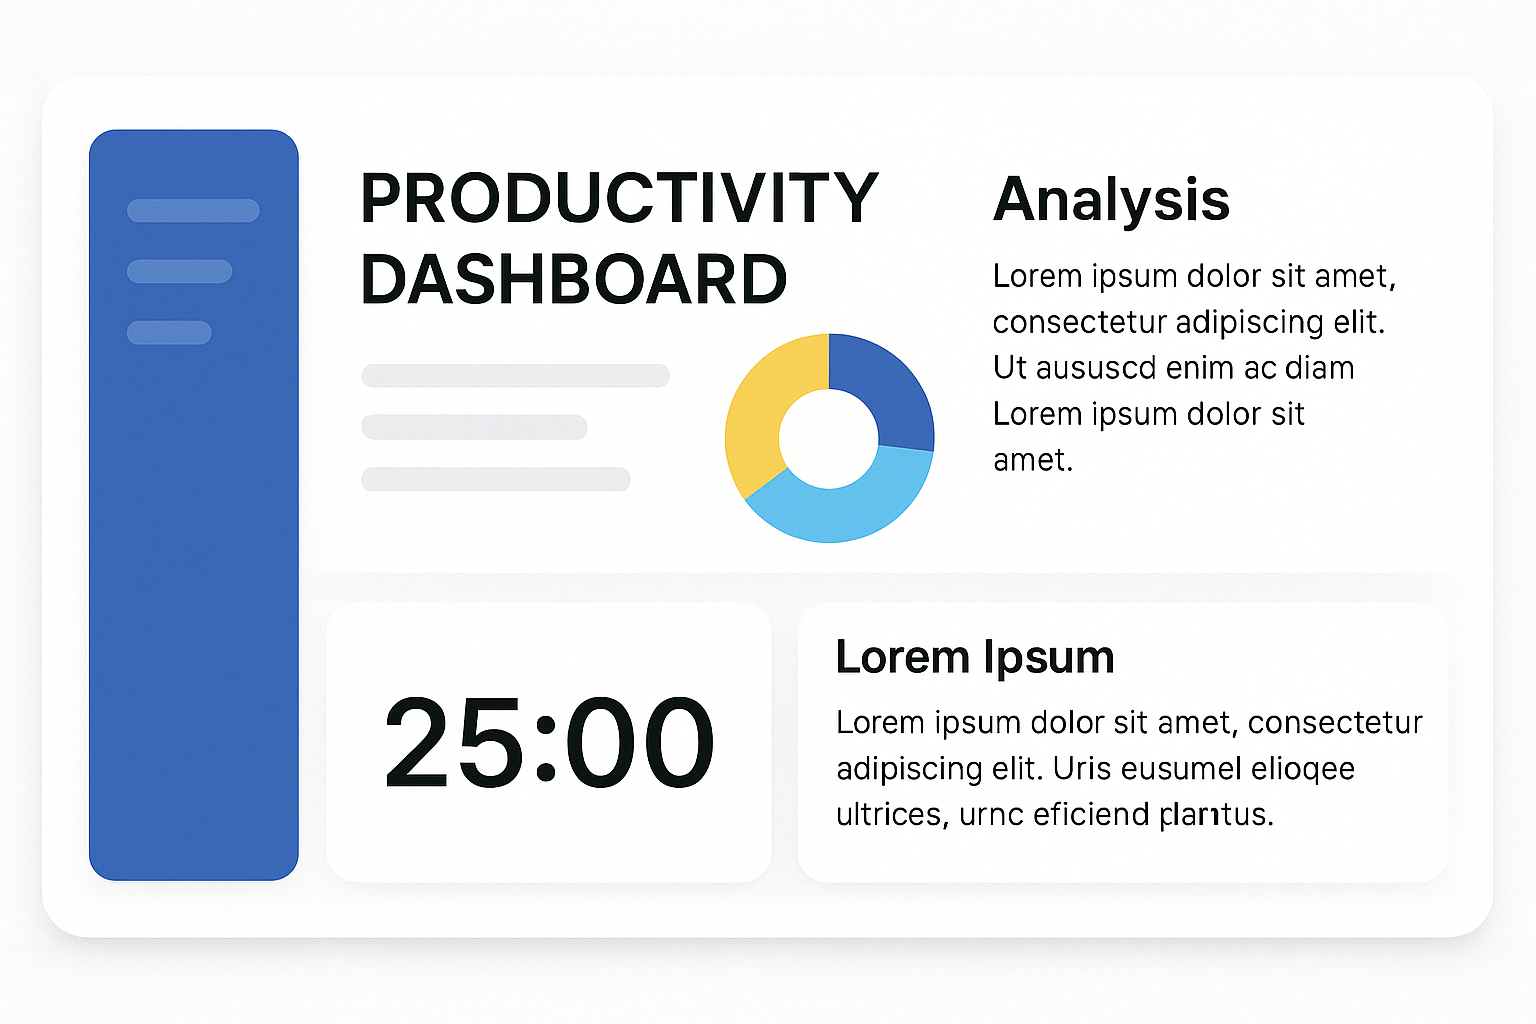 PRODUCTIVITY
DASHBOARD
Analysis
Lorem ipsum dolor sit amet,
consectetur adipiscing elit.
Ut aususcd enim ac diam
Lorem ipsum dolor sit
amet.
25:00
Lorem Ipsum
Lorem ipsum dolor sit amet, consectetur
adipiscing elit. Uris eusumel elioqee
ultrices, urnc eficiend